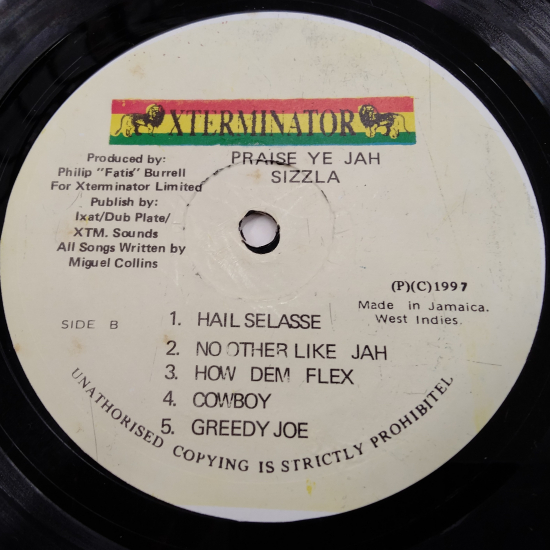 XTERMINATOR
PRAISE YE JAH
SIZZLA
Produced by:
Philip "Fatis" Burrell
For Xterminator Limited
Publish by:
Ixat/Dub Plate/
XTM. Sounds
All Songs Written by
Miguel Collins
(P)(C)1997
Made in Jamaica.
West Indies.
SIDE B
1. HAIL SELASSE
2. NO OTHER LIKE JAH
3. HOW DEM FLEX
4. COWBOY
5. GREEDY JOE
UNATHORISED COPYING IS STRICTLY PROHIBITEL